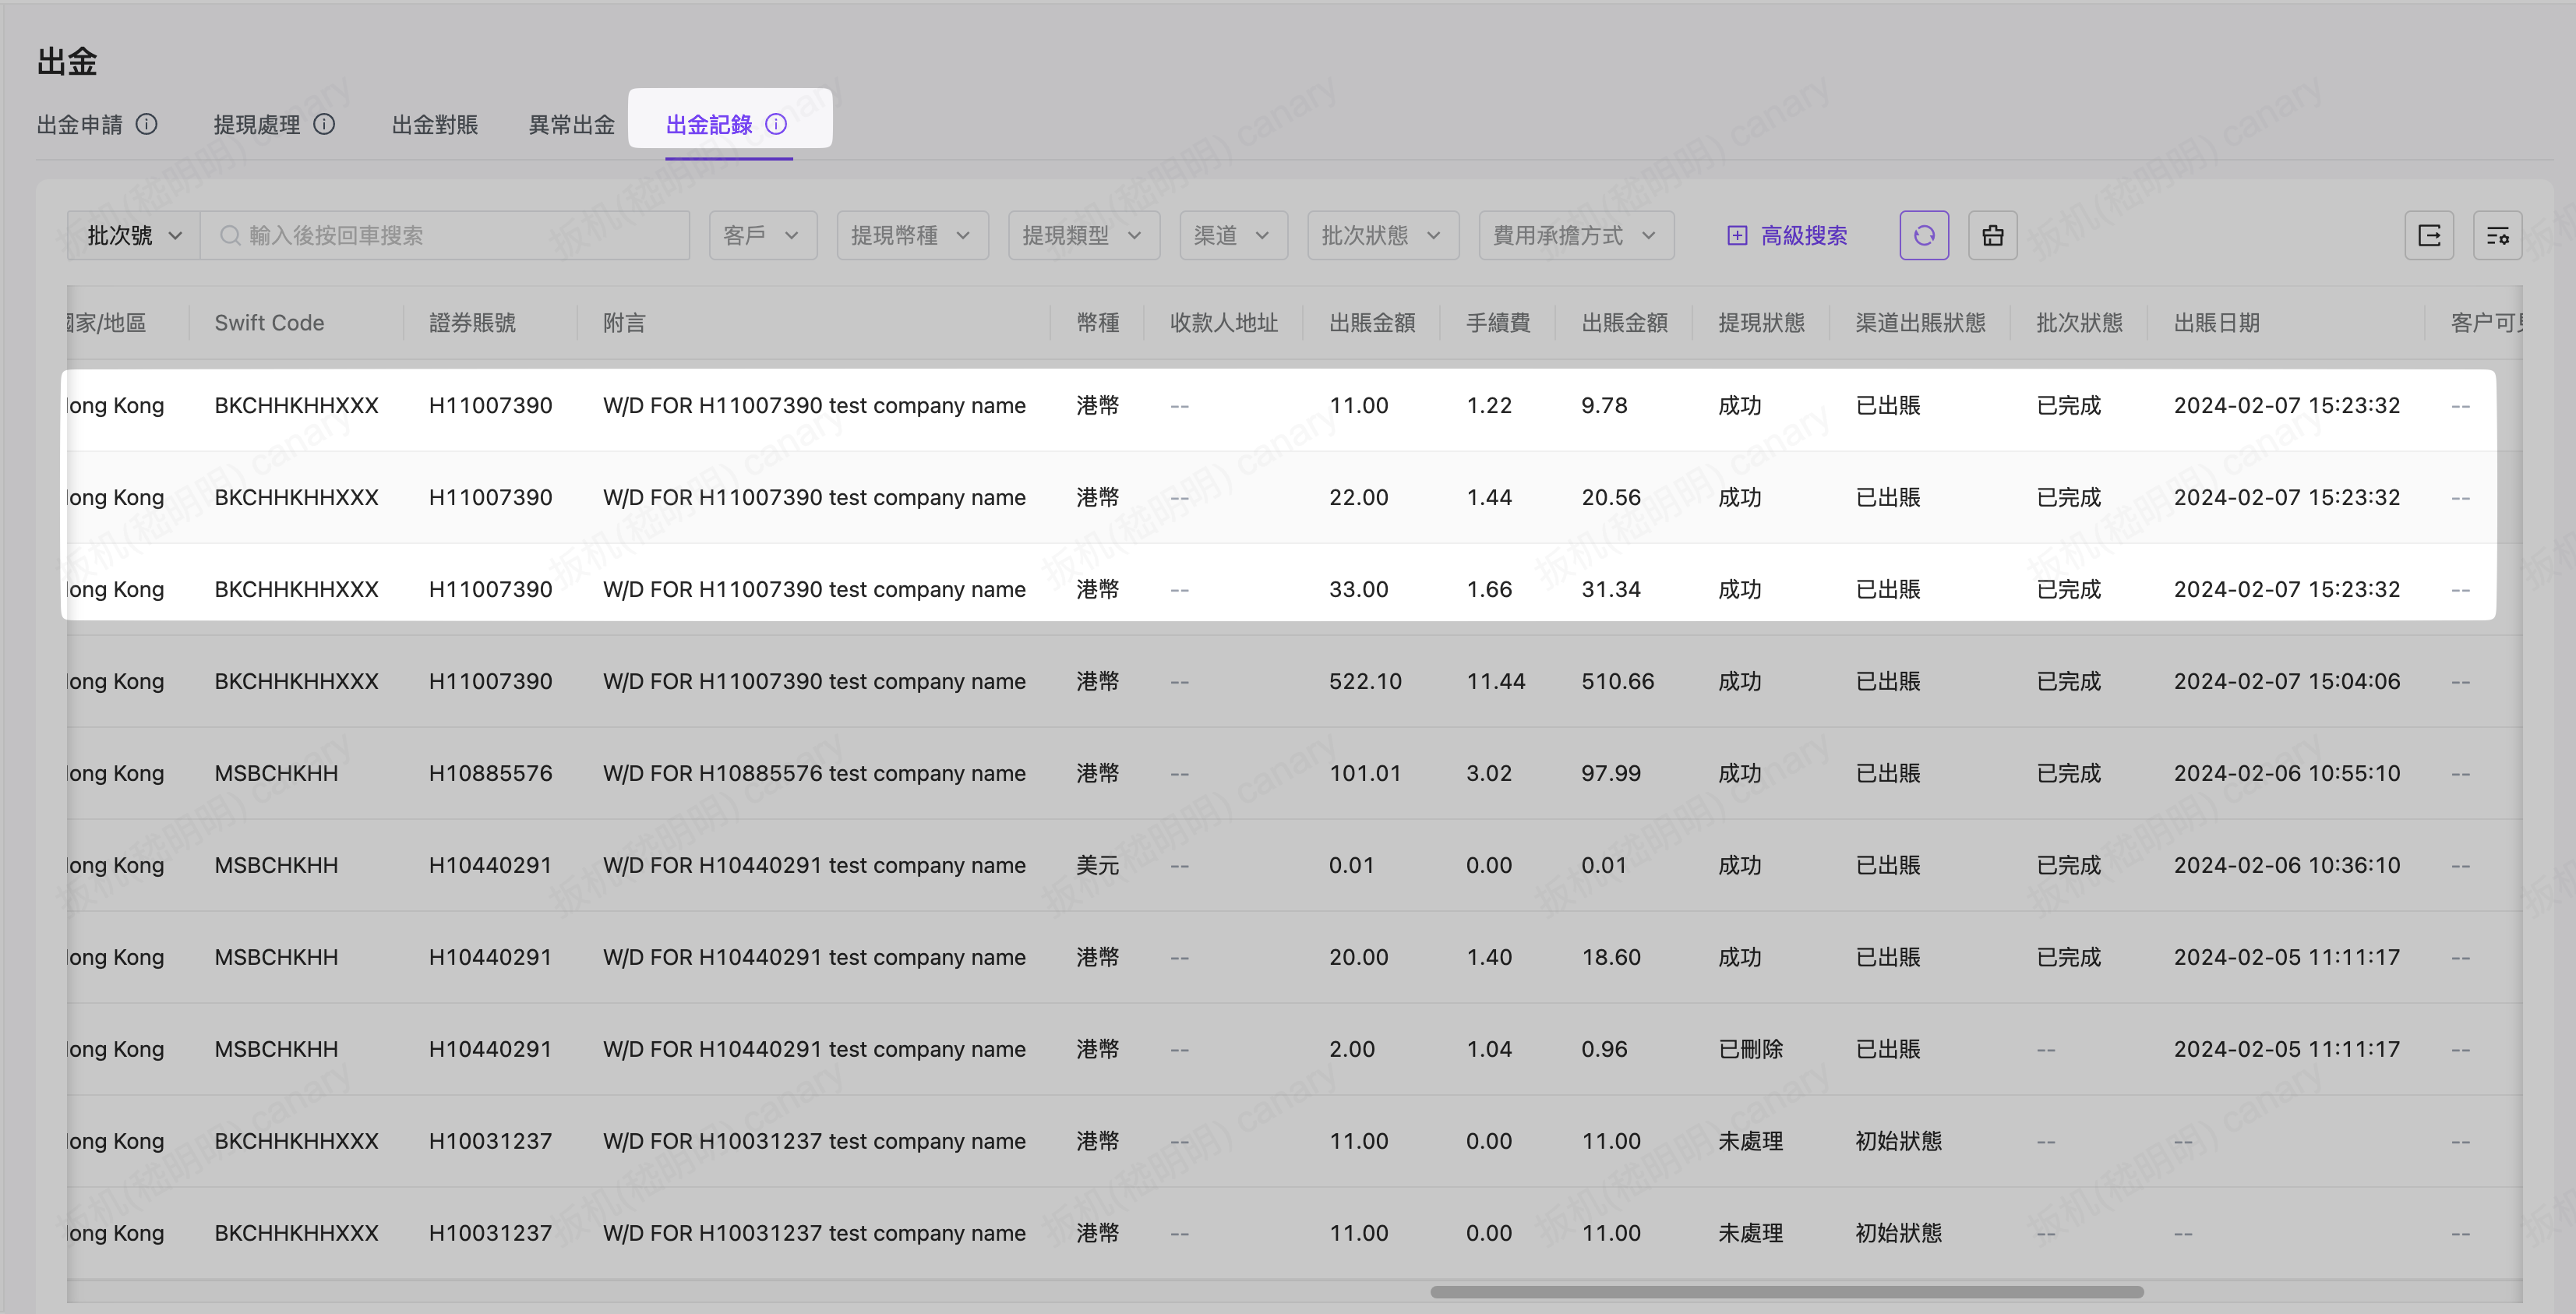 出金
出金申請 提現處理 出金對賬 異常出金 出金記錄
批次號 輸入後按回車搜索 客戶 提現幣種 提現類型 渠道 批次狀態 費用承擔方式 高級搜索
國家/地區 Swift Code 證券賬號 附言 幣種 收款人地址 出賬金額 手續費 出賬金額 提現狀態 渠道出賬狀態 批次狀態 出賬日期 客户可
ong Kong BKCHHKHHXXX H11007390 W/D FOR H11007390 test company name 港幣 -- 11.00 1.22 9.78 成功 已出賬 已完成 2024-02-07 15:23:32 --
ong Kong BKCHHKHHXXX H11007390 W/D FOR H11007390 test company name 港幣 -- 22.00 1.44 20.56 成功 已出賬 已完成 2024-02-07 15:23:32 --
ong Kong BKCHHKHHXXX H11007390 W/D FOR H11007390 test company name 港幣 -- 33.00 1.66 31.34 成功 已出賬 已完成 2024-02-07 15:23:32 --
ong Kong BKCHHKHHXXX H11007390 W/D FOR H11007390 test company name 港幣 -- 522.10 11.44 510.66 成功 已出賬 已完成 2024-02-07 15:04:06 --
ong Kong MSBCHKHH H10885576 W/D FOR H10885576 test company name 港幣 -- 101.01 3.02 97.99 成功 已出賬 已完成 2024-02-06 10:55:10 --
ong Kong MSBCHKHH H10440291 W/D FOR H10440291 test company name 美元 -- 0.01 0.00 0.01 成功 已出賬 已完成 2024-02-06 10:36:10 --
ong Kong MSBCHKHH H10440291 W/D FOR H10440291 test company name 港幣 -- 20.00 1.40 18.60 成功 已出賬 已完成 2024-02-05 11:11:17 --
ong Kong MSBCHKHH H10440291 W/D FOR H10440291 test company name 港幣 -- 2.00 1.04 0.96 已刪除 已出賬 -- 2024-02-05 11:11:17 --
ong Kong BKCHHKHHXXX H10031237 W/D FOR H10031237 test company name 港幣 -- 11.00 0.00 11.00 未處理 初始狀態 -- -- --
ong Kong BKCHHKHHXXX H10031237 W/D FOR H10031237 test company name 港幣 -- 11.00 0.00 11.00 未處理 初始狀態 -- -- --